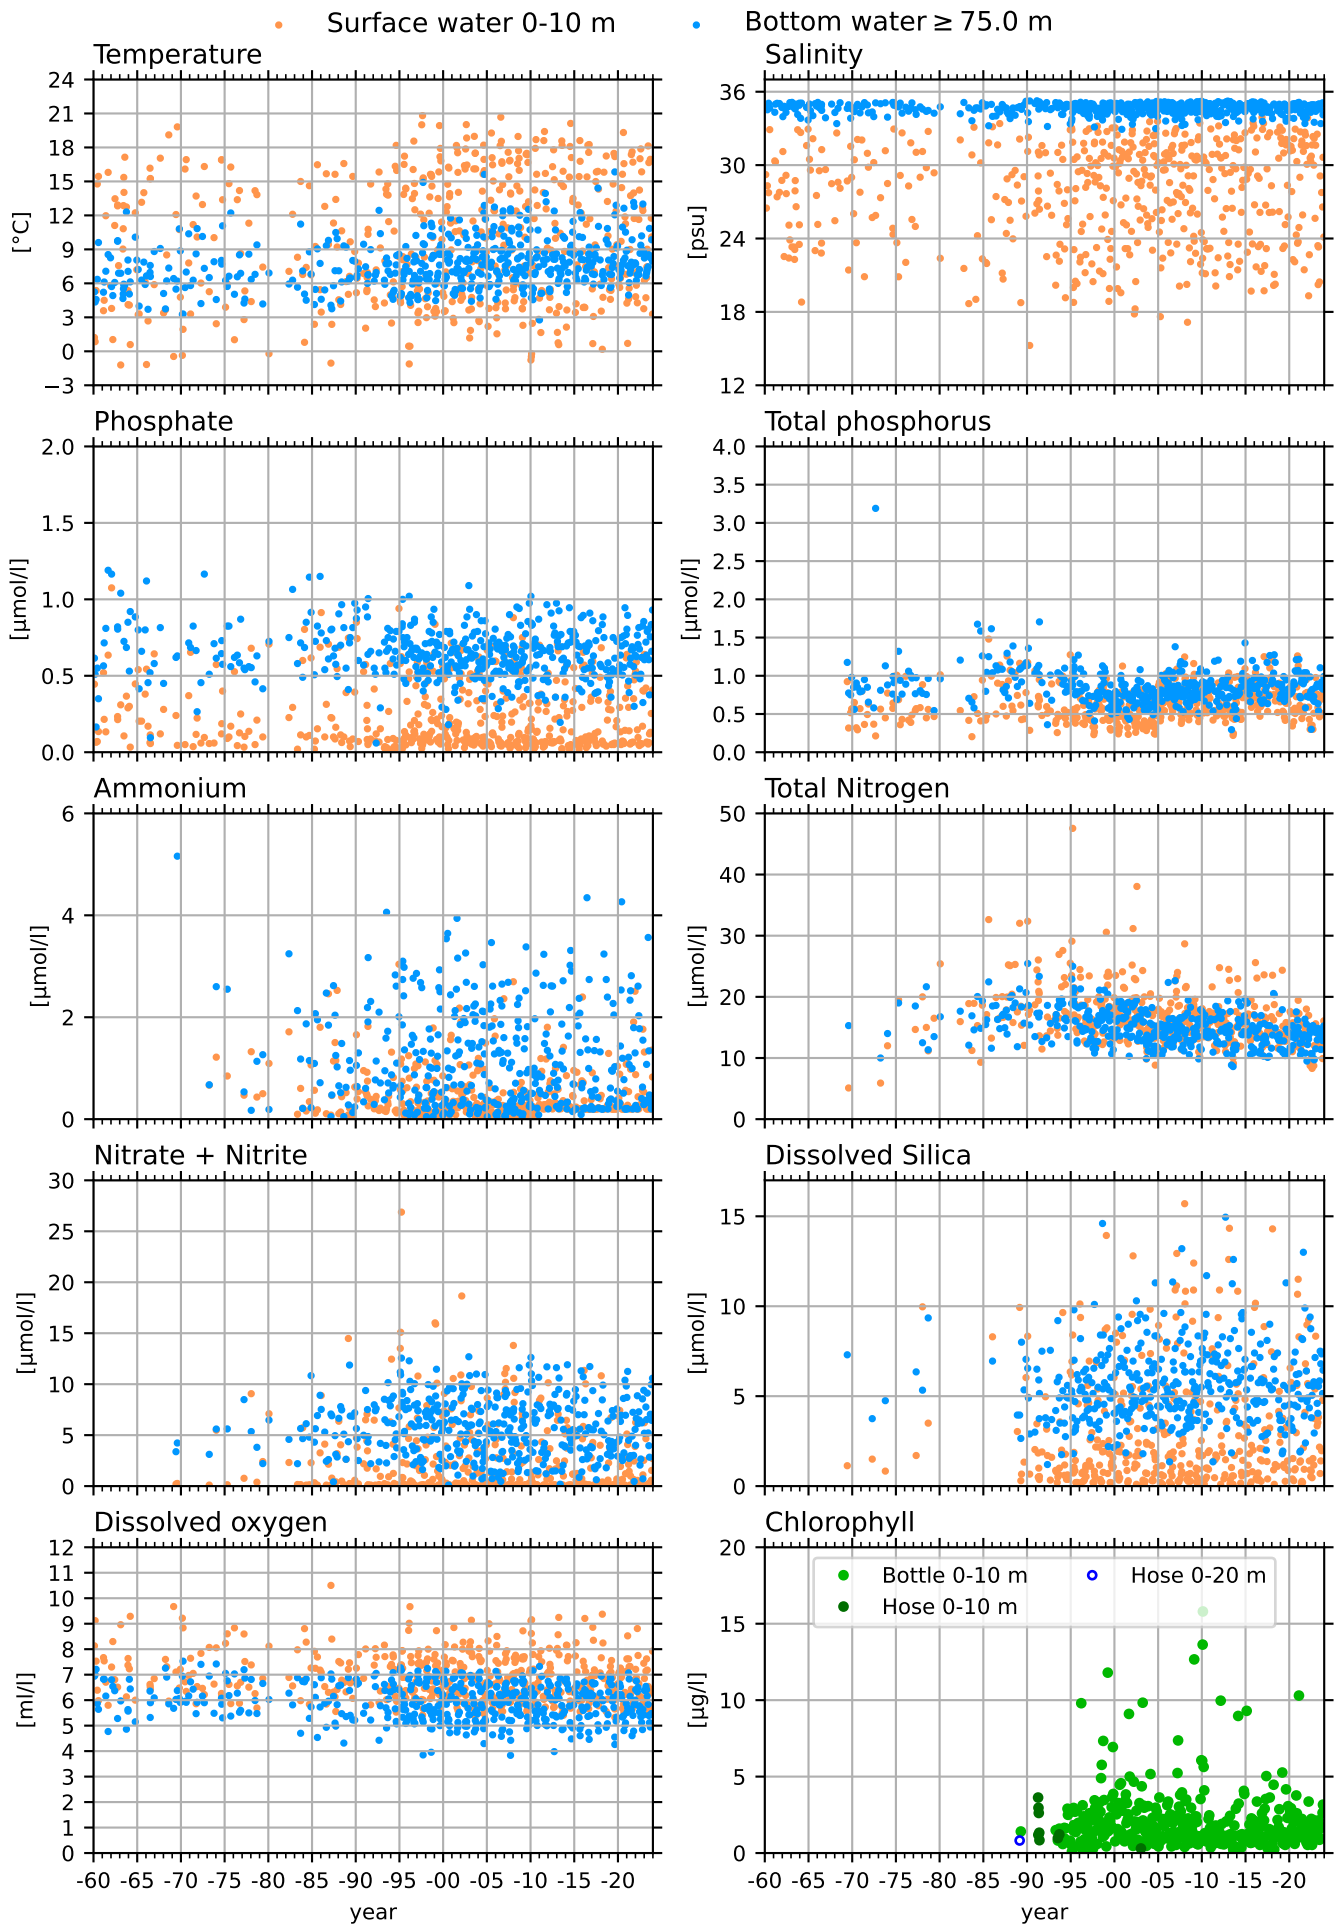 Surface water 0-10 m
Bottom water ≥ 75.0 m
Temperature
Salinity
24
21
18
15
12
9
6
3
0
−3
[°C]
36
30
24
18
12
[psu]
Phosphate
Total phosphorus
2.0
1.5
1.0
0.5
0.0
[µmol/l]
4.0
3.5
3.0
2.5
2.0
1.5
1.0
0.5
0.0
[µmol/l]
Ammonium
Total Nitrogen
6
4
2
0
[µmol/l]
50
40
30
20
10
0
[µmol/l]
Nitrate + Nitrite
Dissolved Silica
30
25
20
15
10
5
0
[µmol/l]
15
10
5
0
[µmol/l]
Dissolved oxygen
Chlorophyll
12
11
10
9
8
7
6
5
4
3
2
1
0
[ml/l]
20
15
10
5
0
[µg/l]
Bottle 0-10 m
Hose 0-20 m
Hose 0-10 m
-60 -65 -70 -75 -80 -85 -90 -95 -00 -05 -10 -15 -20
-60 -65 -70 -75 -80 -85 -90 -95 -00 -05 -10 -15 -20
year
year